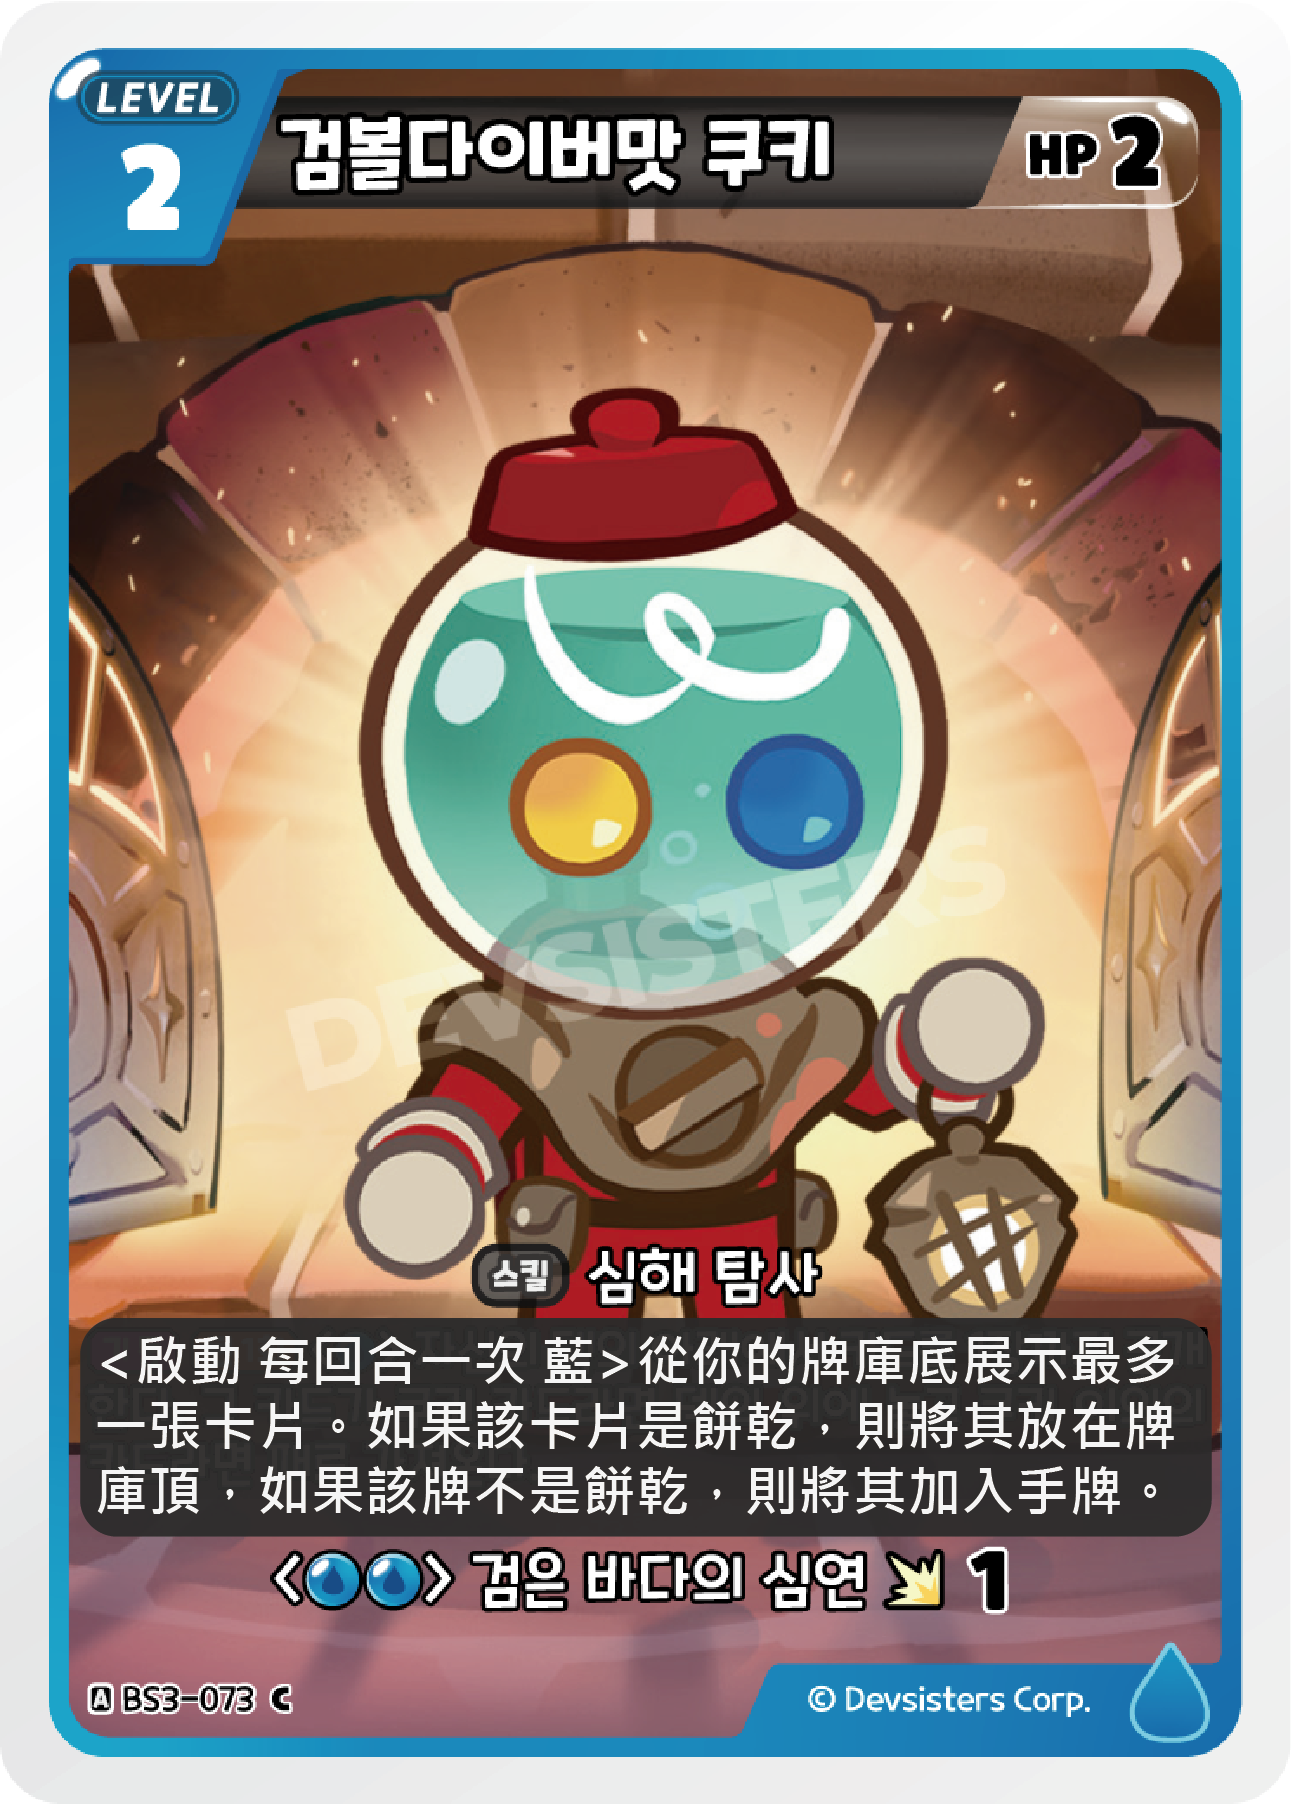 LEVEL
2
검볼다이버맛 쿠키
HP 2
DEVSISTERS
스킬 심해 탐사
<啟動 每回合一次 藍>從你的牌庫底展示最多
一張卡片。如果該卡片是餅乾，則將其放在牌
庫頂，如果該牌不是餅乾，則將其加入手牌。
< > 검은 바다의 심연 1
A BS3-073 C
© Devsisters Corp.